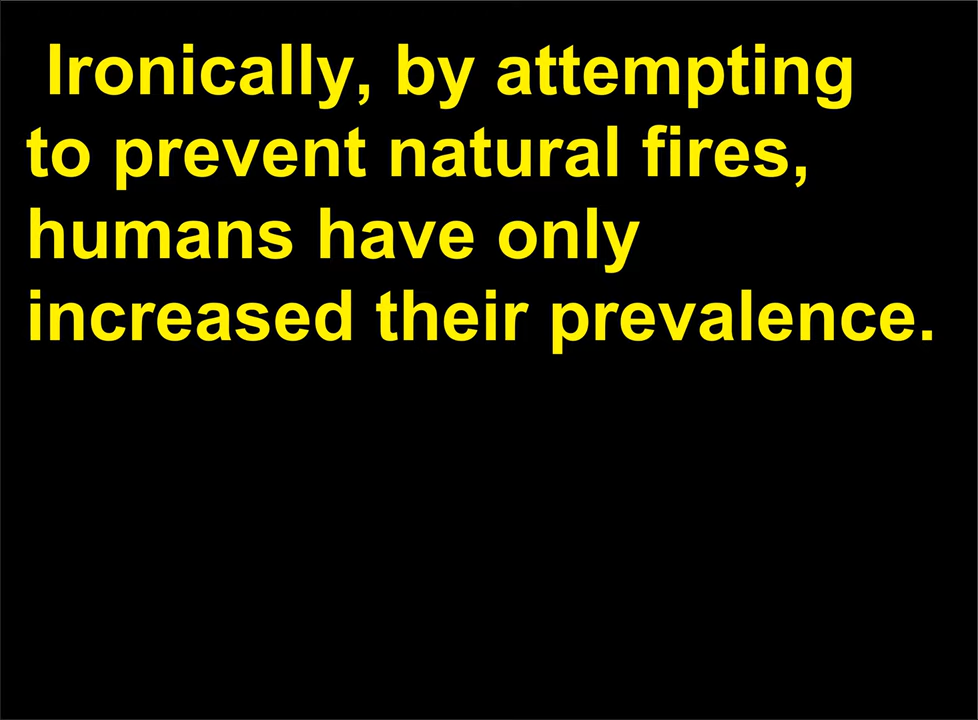 Ironically, by attempting
to prevent natural fires,
humans have only
increased their prevalence.